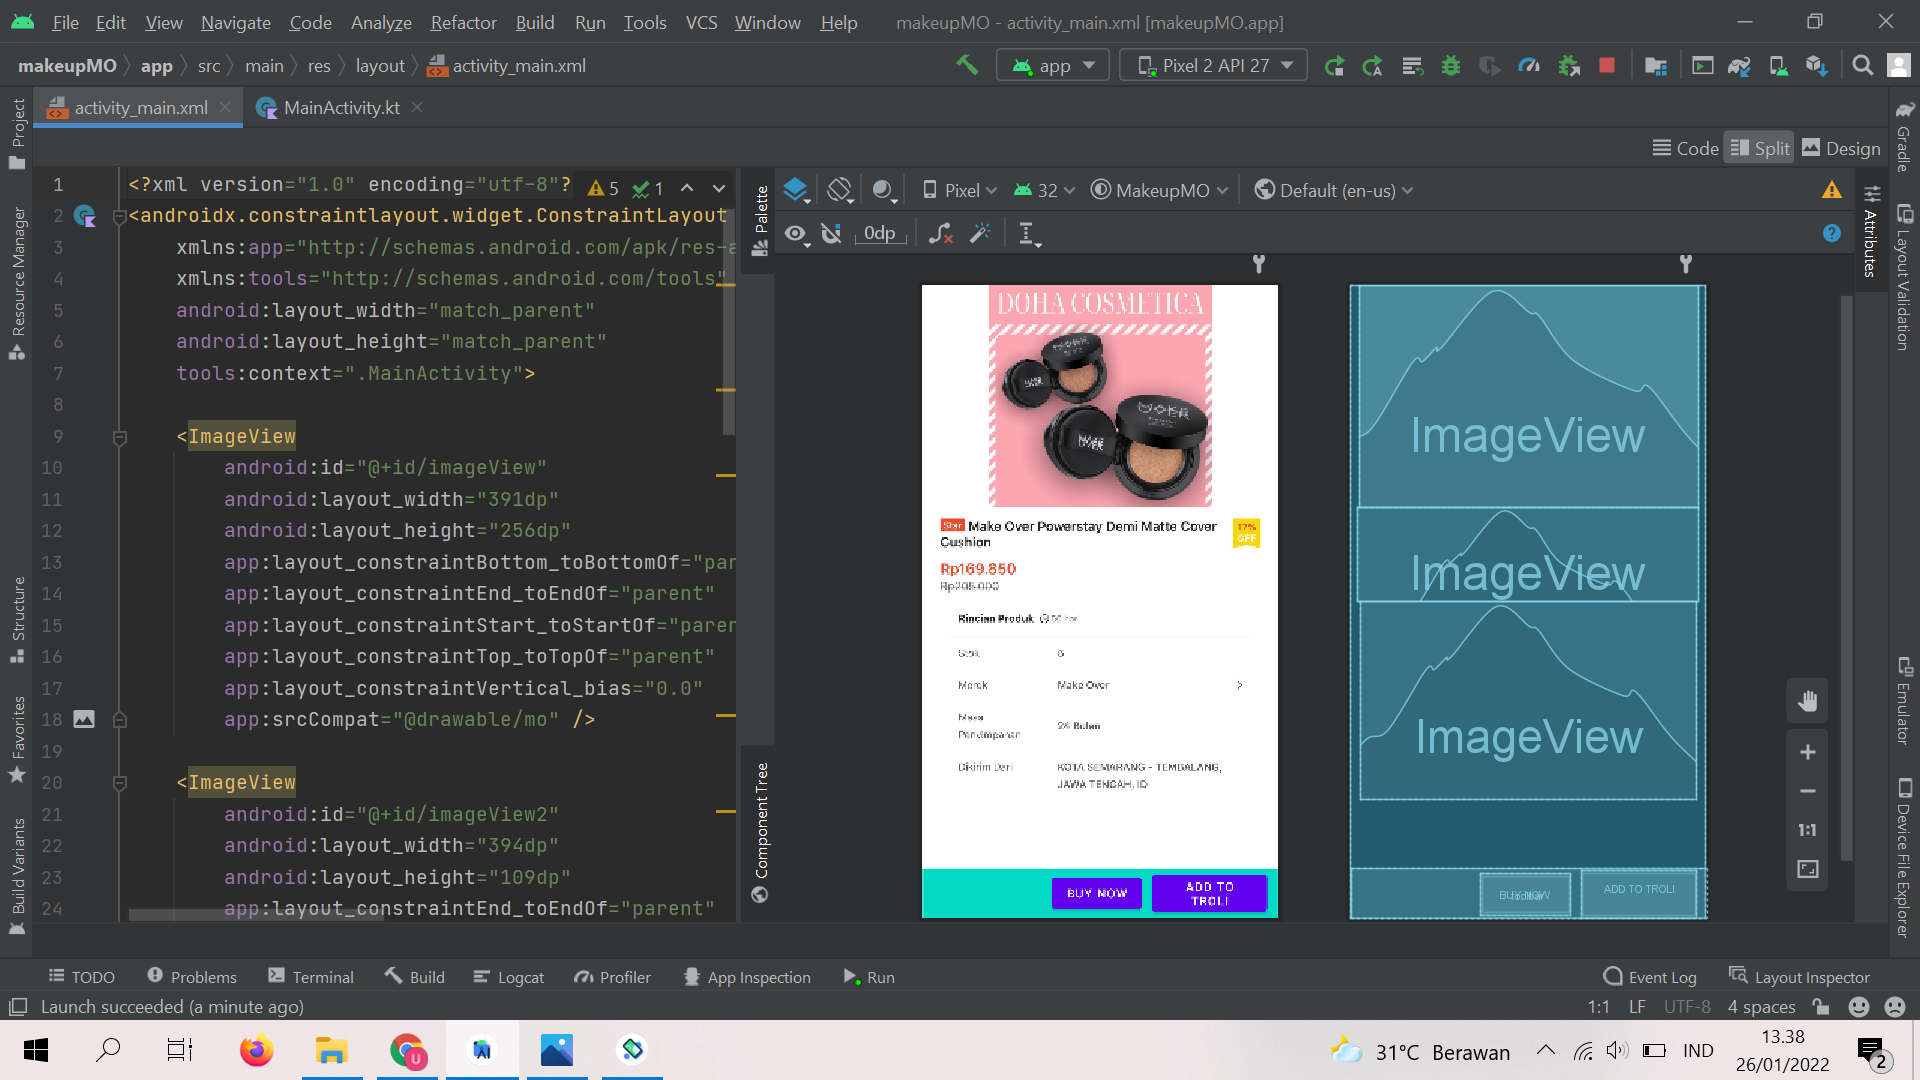 File Edit View Navigate Code Analyze Refactor Build Run Tools VCS Window Help makeupMO - activity_main.xml [makeupMO.app]
makeupMO app src main res layout activity_main.xml app Pixel 2 API 27
activity_main.xml MainActivity.kt
Code Split Design
Project
Resource Manager
Structure
Favorites
Build Variants
1 <?xml version="1.0" encoding="utf-8"? 5 1
2 <androidx.constraintlayout.widget.ConstraintLayout
3 xmlns:app="http://schemas.android.com/apk/res-a
4 xmlns:tools="http://schemas.android.com/tools"
5 android:layout_width="match_parent"
6 android:layout_height="match_parent"
7 tools:context=".MainActivity">
8
9 <ImageView
10 android:id="@+id/imageView"
11 android:layout_width="391dp"
12 android:layout_height="256dp"
13 app:layout_constraintBottom_toBottomOf="par
14 app:layout_constraintEnd_toEndOf="parent"
15 app:layout_constraintStart_toStartOf="paren
16 app:layout_constraintTop_toTopOf="parent"
17 app:layout_constraintVertical_bias="0.0"
18 app:srcCompat="@drawable/mo" />
19
20 <ImageView
21 android:id="@+id/imageView2"
22 android:layout_width="394dp"
23 android:layout_height="109dp"
24 app:layout_constraintEnd_toEndOf="parent"
Palette
Component Tree
Pixel 32 MakeupMO Default (en-us)
0dp
DOHA COSMETICA
MAKE OVER
Star Make Over Powerstay Demi Matte Cover
Cushion
17%
OFF
Rp169.850
Rp205.000
Rincian Produk
Stok 6
Merek Make Over
Masa
Penyimpanan
24 Bulan
Dikirim Dari KOTA SEMARANG - TEMBALANG,
JAWA TENGAH, ID
BUY NOW
ADD TO
TROLI
ImageView
ImageView
ImageView
BUY NOW
toolbar
ADD TO TROLI
1:1
Attributes
Gradle
Layout Validation
Emulator
Device File Explorer
TODO Problems Terminal Build Logcat Profiler App Inspection Run Event Log Layout Inspector
Launch succeeded (a minute ago) 1:1 LF UTF-8 4 spaces
31°C Berawan IND 13.38
26/01/2022
2